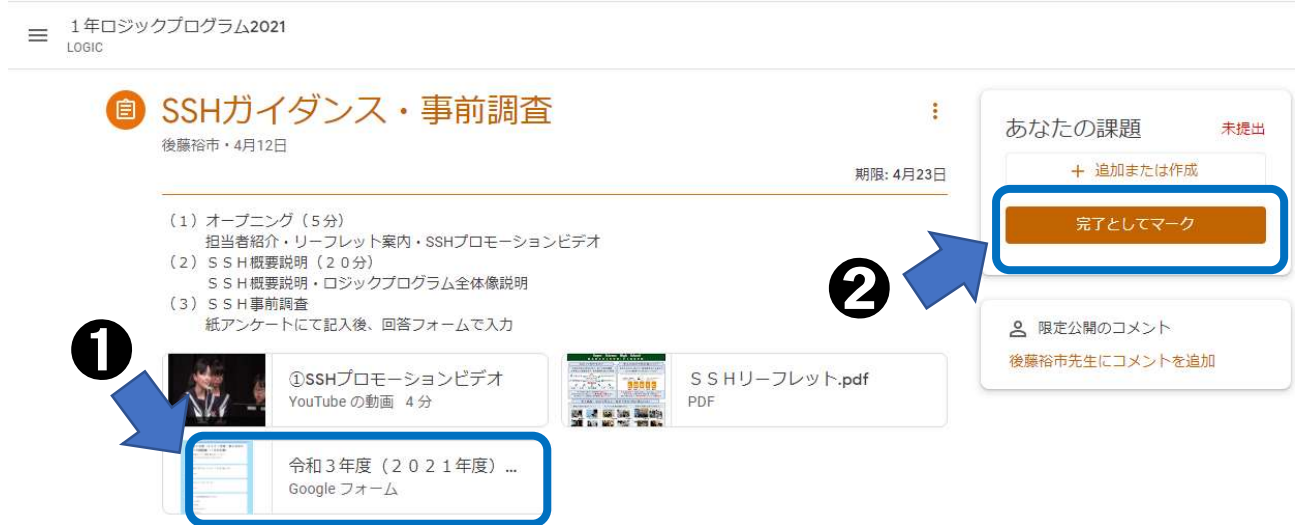 １年ロジックプログラム2021
LOGIC
SSHガイダンス・事前調査
後藤裕市・4月12日
期限: 4月23日
（１）オープニング（５分）
担当者紹介・リーフレット案内・SSHプロモーションビデオ
（２）ＳＳＨ概要説明（２０分）
ＳＳＨ概要説明・ロジックプログラム全体像説明
（３）ＳＳＨ事前調査
紙アンケートにて記入後、回答フォームで入力
❶
①SSHプロモーションビデオ
YouTube の動画 4 分
ＳＳＨリーフレット.pdf
PDF
令和３年度（２０２１年度）...
Google フォーム
あなたの課題
未提出
＋ 追加または作成
完了としてマーク
❷
限定公開のコメント
後藤裕市先生にコメントを追加